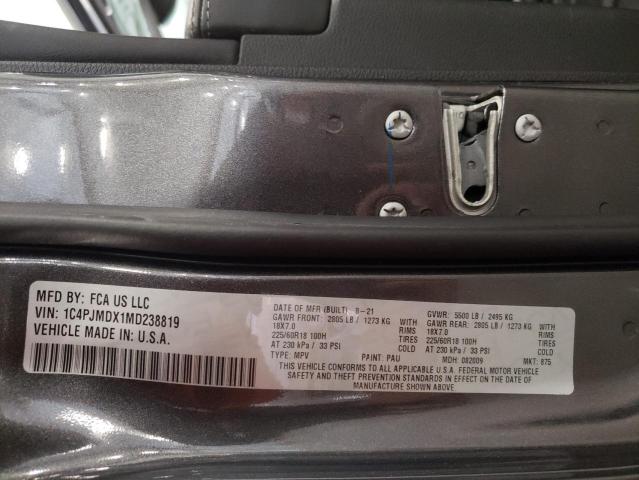 MFD BY: FCA US LLC
VIN: 1C4PJMDX1MD238819
VEHICLE MADE IN: U.S.A.
DATE OF MFR (BUILT) 8-21 GVWR: 5500 LB / 2495 KG
GAWR FRONT: 2805 LB / 1273 KG WITH GAWR REAR: 2805 LB / 1273 KG WITH
18X7.0 RIMS 18X7.0 RIMS
225/60R18 100H 225/60R18 100H
AT 230 kPa / 33 PSI COLD AT 230 kPa / 33 PSI COLD
TYPE: MPV PAINT: PAU MDH: 082009 MKT: 875
THIS VEHICLE CONFORMS TO ALL APPLICABLE U.S.A. FEDERAL MOTOR VEHICLE
SAFETY AND THEFT PREVENTION STANDARDS IN EFFECT ON THE DATE OF
MANUFACTURE SHOWN ABOVE.